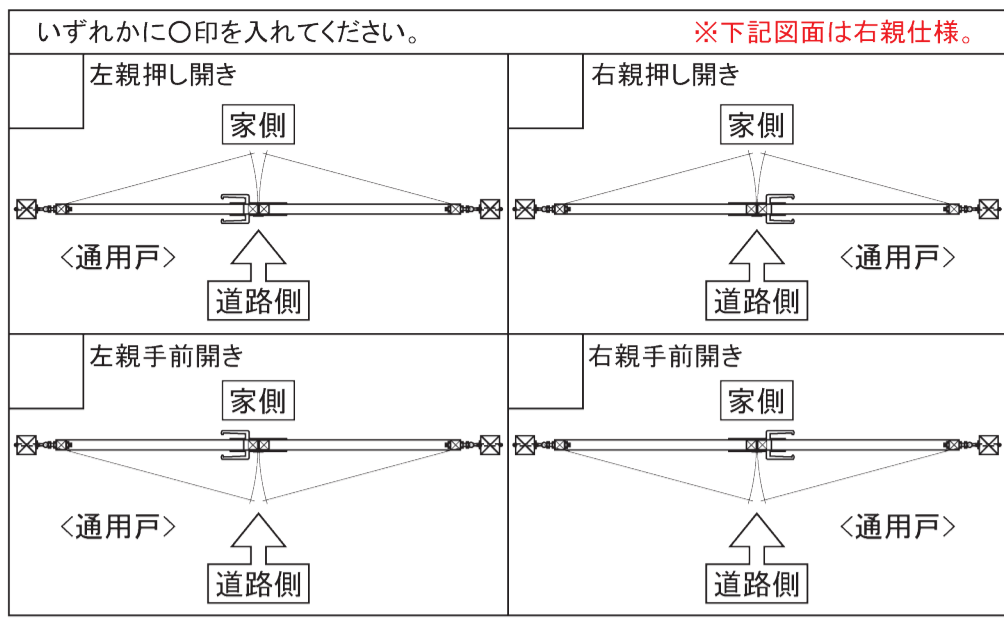 いずれかに〇印を入れてください。
※下記図面は右親仕様。
左親押し開き
家側
<通用戸>
道路側
右親押し開き
家側
<通用戸>
道路側
左親手前開き
家側
<通用戸>
道路側
右親手前開き
家側
<通用戸>
道路側